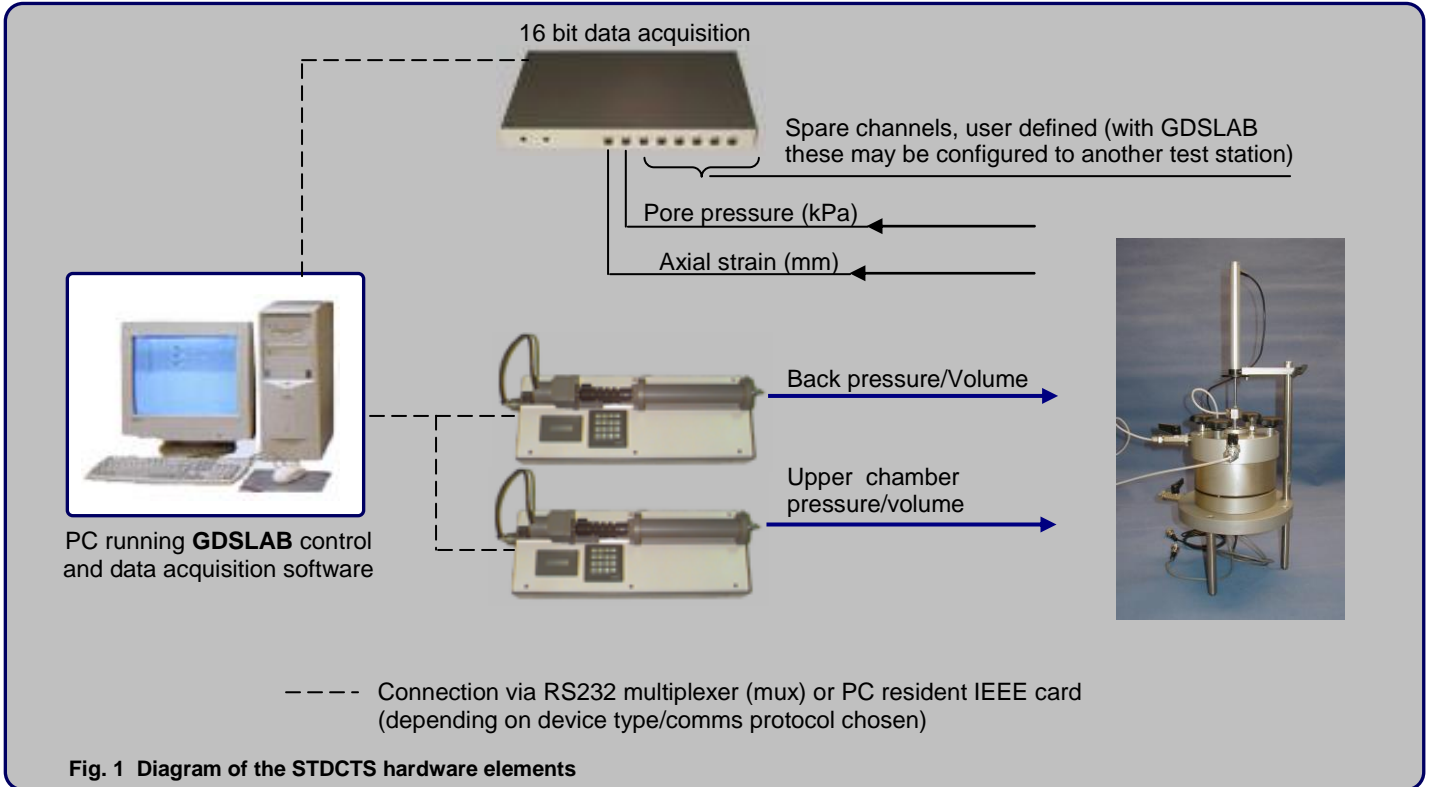 16 bit data acquisition
Spare channels, user defined (with GDSLAB
these may be configured to another test station)
Pore pressure (kPa)
Axial strain (mm)
Back pressure/Volume
Upper chamber
pressure/volume
PC running GDSLAB control
and data acquisition software
Connection via RS232 multiplexer (mux) or PC resident IEEE card
(depending on device type/comms protocol chosen)
Fig. 1 Diagram of the STDCTS hardware elements